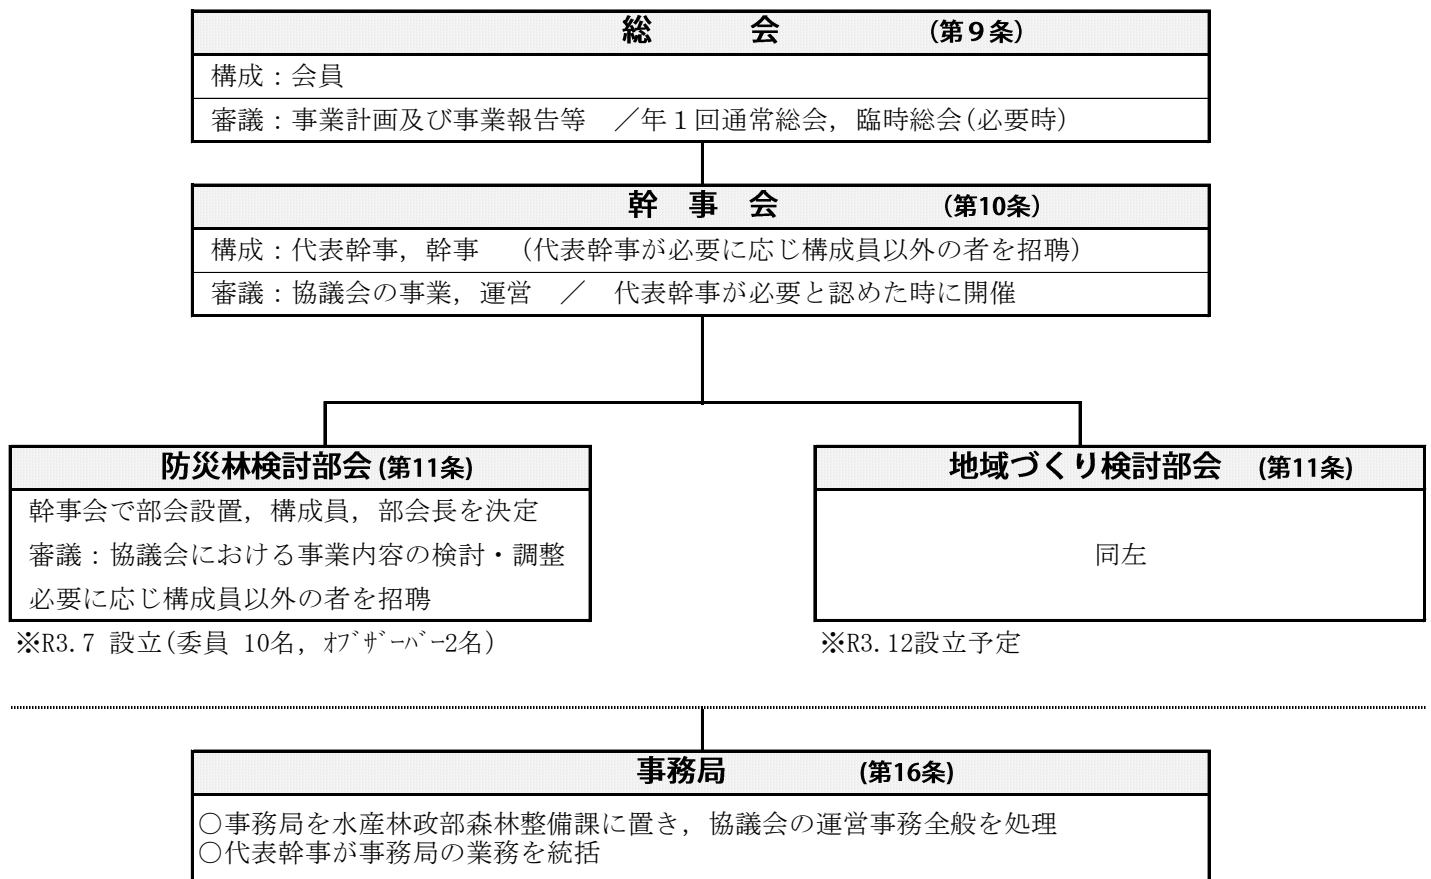 総　会　（第９条）
構成：会員
審議：事業計画及び事業報告等　／年１回通常総会，臨時総会(必要時)
幹　事　会　（第10条）
構成：代表幹事，幹事　（代表幹事が必要に応じ構成員以外の者を招聘）
審議：協議会の事業，運営　／　代表幹事が必要と認めた時に開催
防災林検討部会 (第11条)
幹事会で部会設置，構成員，部会長を決定
審議：協議会における事業内容の検討・調整
必要に応じ構成員以外の者を招聘
※R3.7 設立(委員 10名，ｵﾌﾞｻﾞｰﾊﾞｰ2名)
地域づくり検討部会　(第11条)
同左
※R3.12設立予定
事務局　(第16条)
○事務局を水産林政部森林整備課に置き，協議会の運営事務全般を処理
○代表幹事が事務局の業務を統括